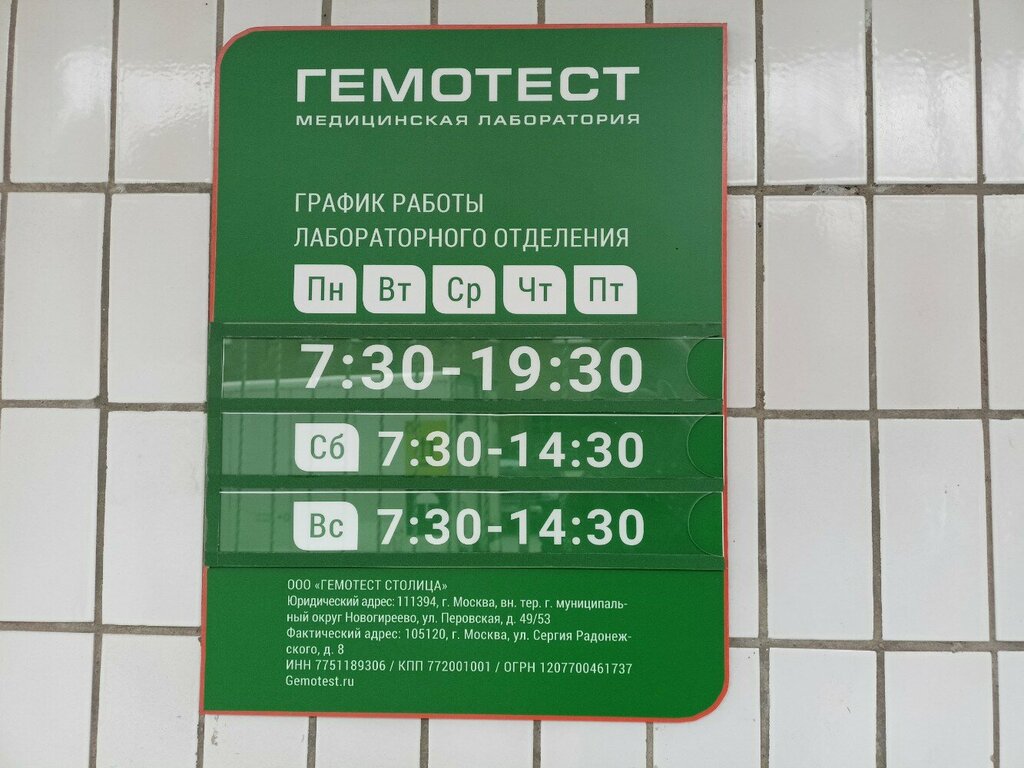 ГЕМОТЕСТ
МЕДИЦИНСКАЯ ЛАБОРАТОРИЯ
ГРАФИК РАБОТЫ
ЛАБОРАТОРНОГО ОТДЕЛЕНИЯ
Пн Вт Ср Чт Пт
7:30-19:30
Сб 7:30-14:30
Вс 7:30-14:30
ООО «ГЕМОТЕСТ СТОЛИЦА»
Юридический адрес: 111394, г. Москва, вн. тер. г. муниципаль-
ный округ Новогиреево, ул. Перовская, д. 49/53
Фактический адрес: 105120, г. Москва, ул. Сергия Радонеж-
ского, д. 8
ИНН 7751189306 / КПП 772001001 / ОГРН 1207700461737
Gemotest.ru